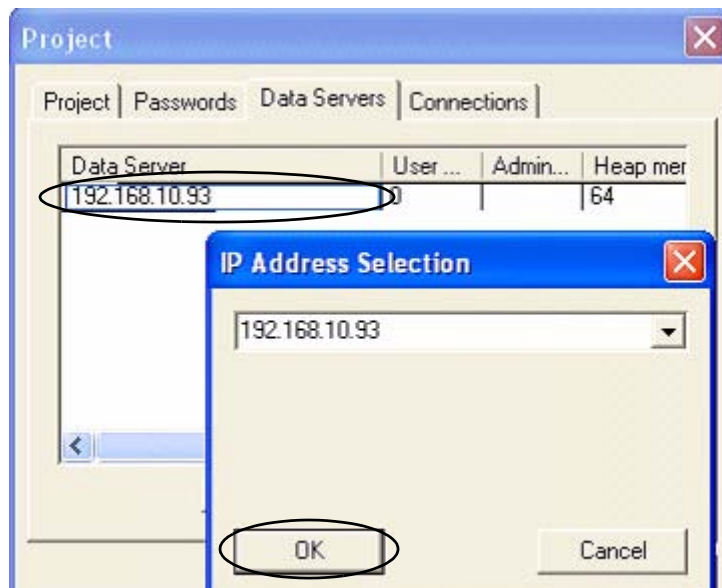 Project
Project Passwords Data Servers Connections
Data Server User ... Admin... Heap mer
192.168.10.93 0 64
IP Address Selection
192.168.10.93
OK Cancel